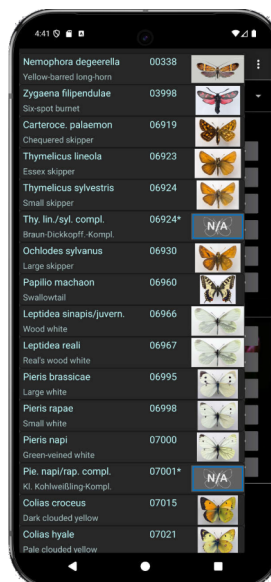 4:41
Nemophora degeerella 00338
Yellow-barred long-horn
Zygaena filipendulae 03998
Six-spot burnet
Carteroce. palaemon 06919
Chequered skipper
Thymelicus lineola 06923
Essex skipper
Thymelicus sylvestris 06924
Small skipper
Thy. lin./syl. compl. 06924* N/A
Braun-Dickkopff.-Kompl.
Ochlodes sylvanus 06930
Large skipper
Papilio machaon 06960
Swallowtail
Leptidea sinapis/juvern. 06966
Wood white
Leptidea reali 06967
Real's wood white
Pieris brassicae 06995
Large white
Pieris rapae 06998
Small white
Pieris napi 07000
Green-veined white
Pie. napi/rap. compl. 07001* N/A
Kl. Kohlweißling-Kompl.
Colias croceus 07015
Dark clouded yellow
Colias hyale 07021
Pale clouded yellow